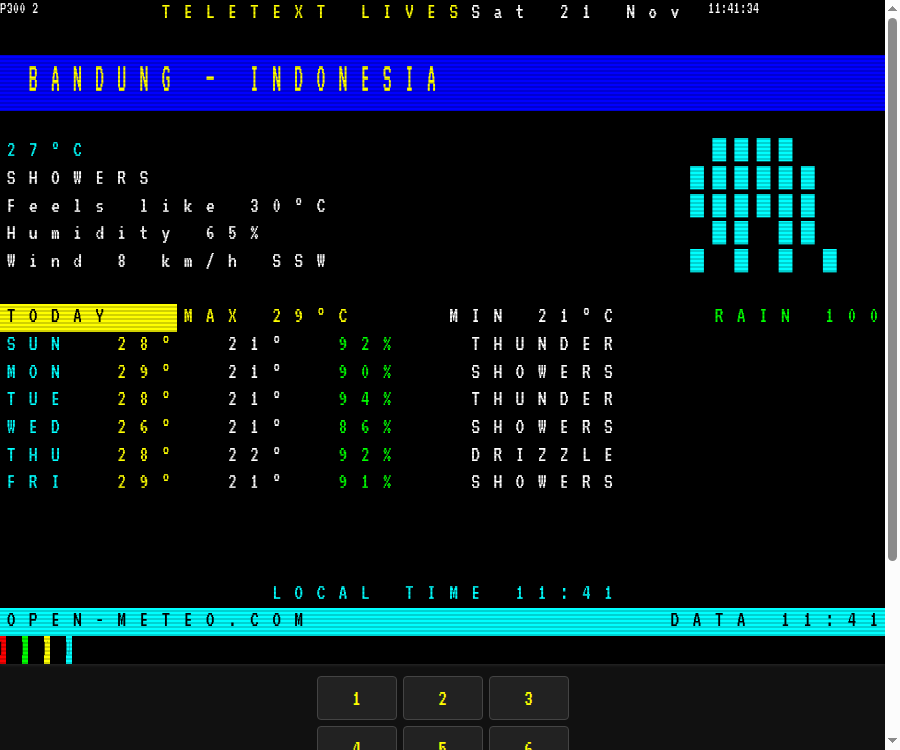 P300 2 TELETEXT LIVES Sat 21 Nov 11:41:34
BANDUNG - INDONESIA
27°C
SHOWERS
Feels like 30°C
Humidity 65%
Wind 8 km/h SSW
TODAY MAX 29°C MIN 21°C RAIN 100
SUN 28° 21° 92% THUNDER
MON 29° 21° 90% SHOWERS
TUE 28° 21° 94% THUNDER
WED 26° 21° 86% SHOWERS
THU 28° 22° 92% DRIZZLE
FRI 29° 21° 91% SHOWERS
LOCAL TIME 11:41
OPEN-METEO.COM DATA 11:41
1 2 3
4 5 6